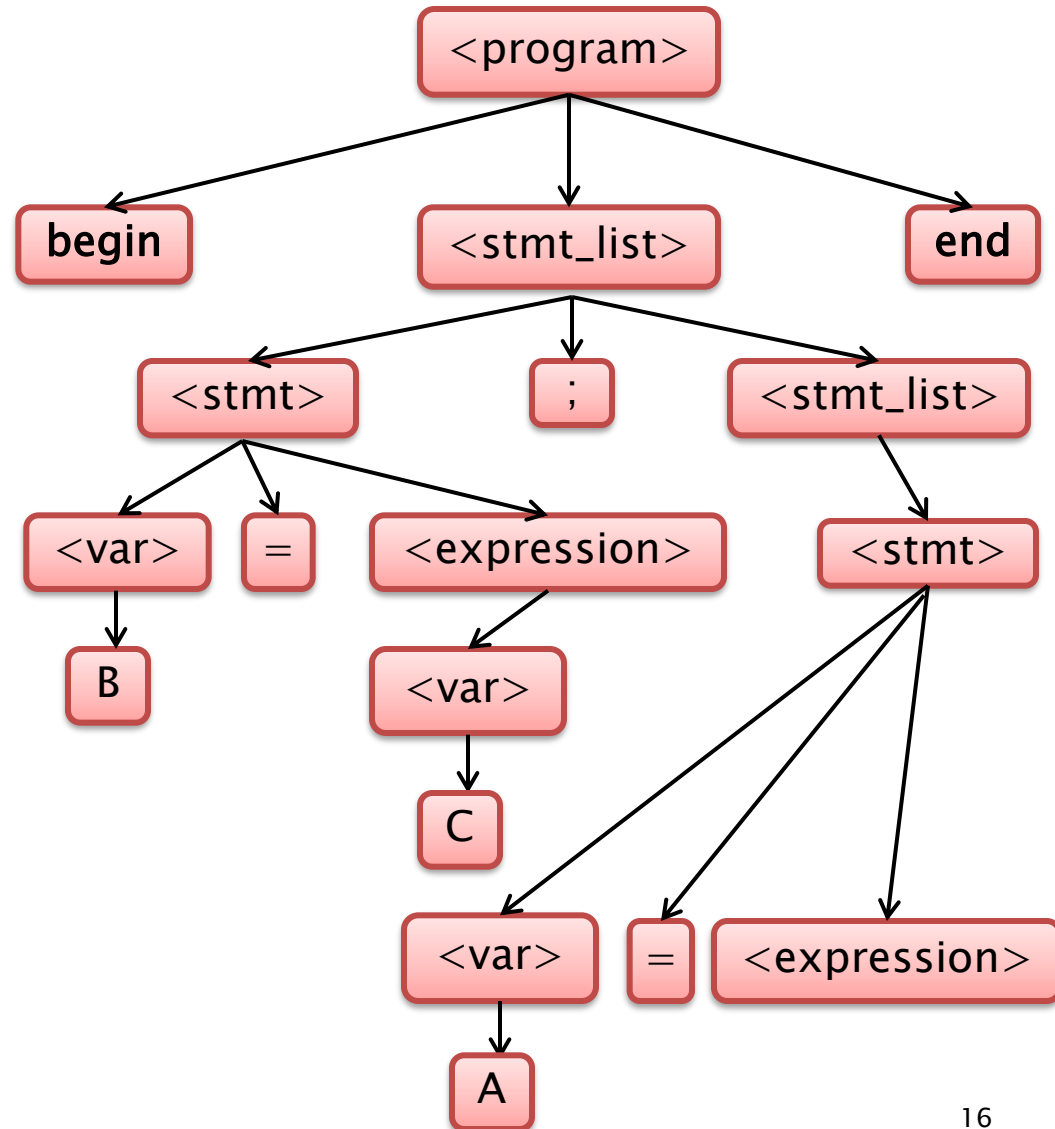 <program>
begin <stmt_list> end
<stmt> ; <stmt_list>
<var> = <expression> <stmt>
B <var>
C
<var> = <expression>
A
16